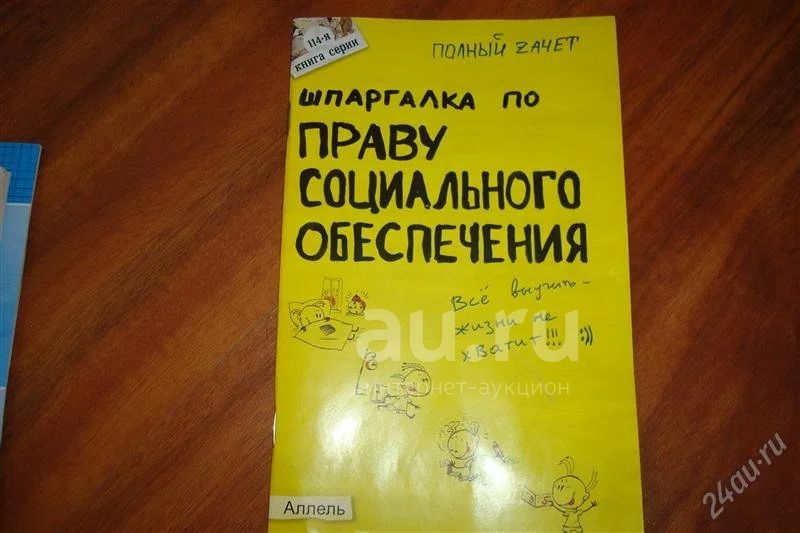 114-я
книга серии
ПОЛНЫЙ ZАЧЕТ
ШПАРГАЛКА ПО
ПРАВУ
СОЦИАЛЬНОГО
ОБЕСПЕЧЕНИЯ
Всё выучить-
жизни не
хватит!!! :))
au.ru
интернет-аукцион
Аллель
24au.ru